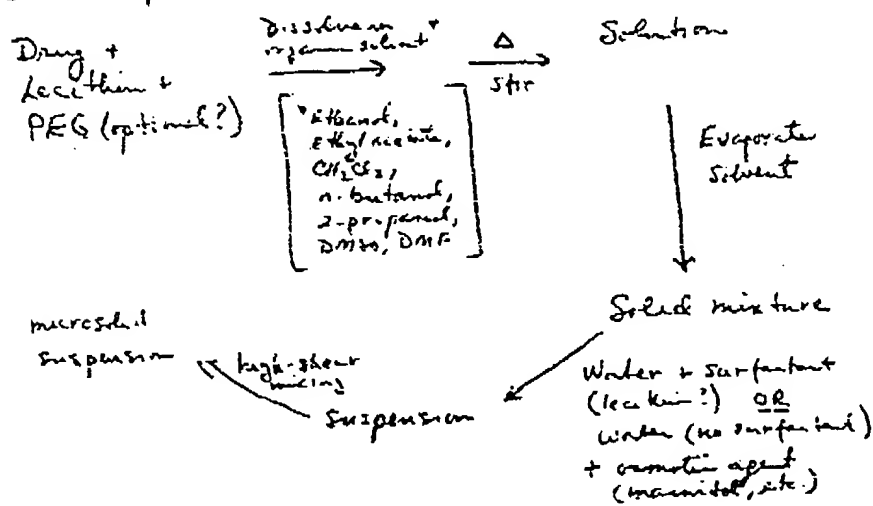 Drug +
Lecithin +
PEG (optional?)
Dissolve in
organic solvent *
* Ethanol,
Ethyl acetate,
CH2Cl2,
n-butanol,
2-propanol,
DMSO, DMF
Δ
stir
Solution
Evaporate
Solvent
Solid mixture
Water + surfactant
(lecithin?) OR
water (no surfactant)
+ osmotic agent
(mannitol, etc.)
suspension
high-shear
mixing
suspension